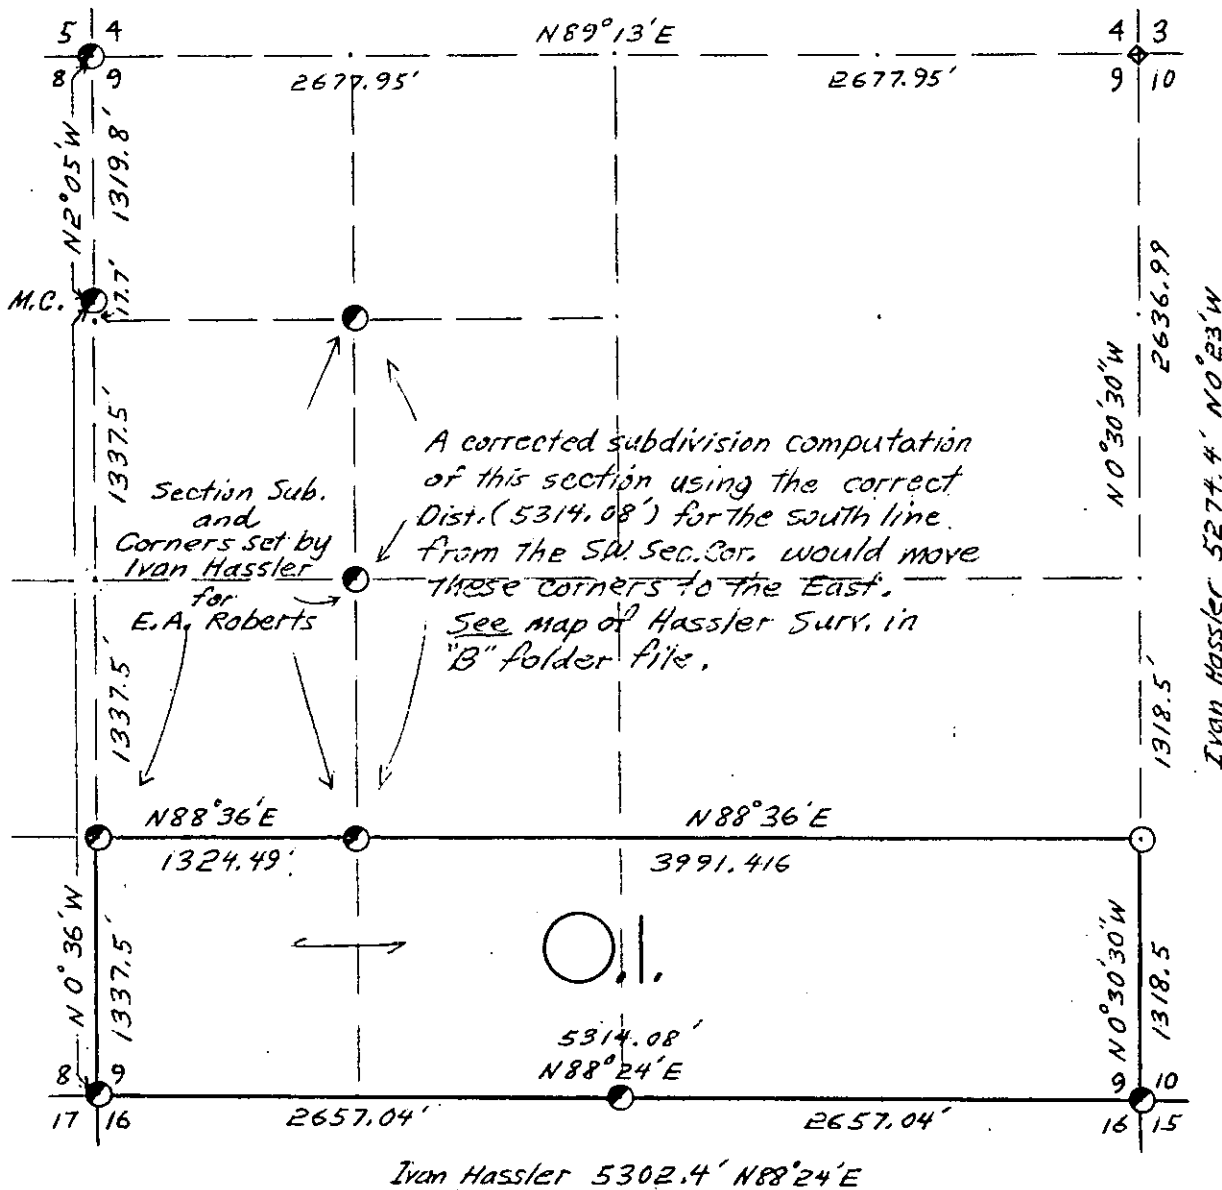 5 4
8 9
N89°13'E
2677.95'
2677.95'
4 3
9 10
N2°05'W
1319.8'
M.C.
17.7'
1337.5'
1337.5'
Section Sub.
and
Corners set by
Ivan Hassler
for
E.A. Roberts
A corrected subdivision computation
of this section using the correct
Dist. (5314.08') for the south line
from the S.W. Sec. Cor. would move
these corners to the East.
See map of Hassler Surv. in
"B" folder file.
N0°30'30"W
2636.99
Ivan Hassler 5274.4' N0°23'W
1318.5'
N88°36'E
1324.49'
N88°36'E
3991.416
N0°36'W
1337.5'
O.I.
N0°30'30"W
1318.5
5314.08'
N88°24'E
8 9
17 16
2657.04'
2657.04'
9 10
16 15
Ivan Hassler 5302.4' N88°24'E